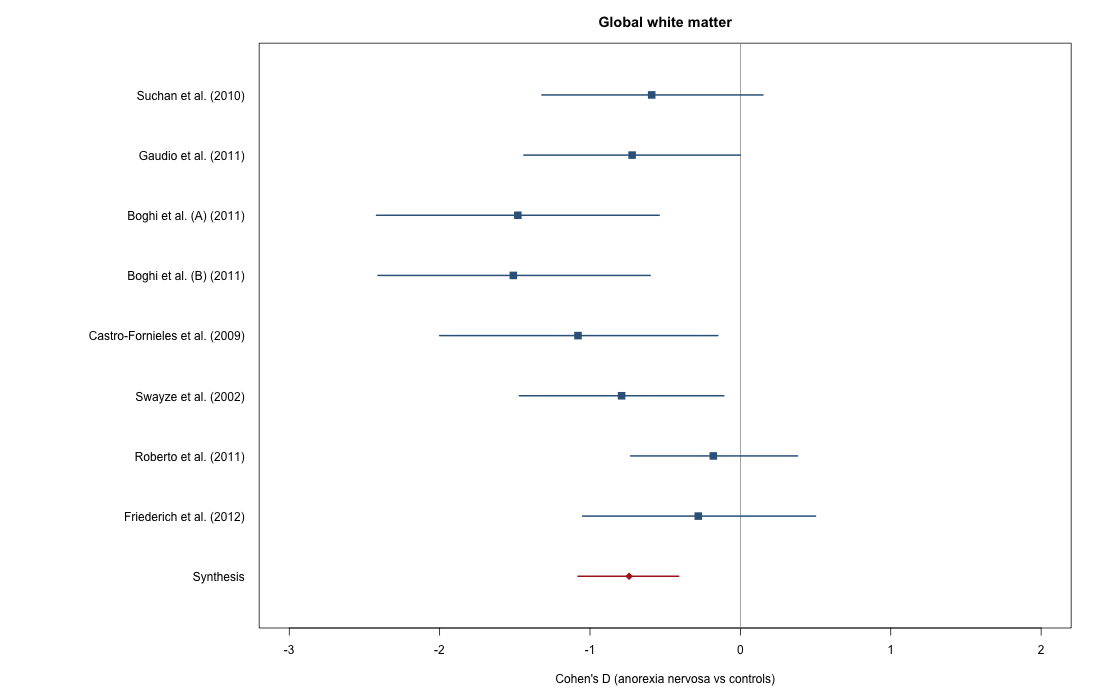 Global white matter
Suchan et al. (2010)
Gaudio et al. (2011)
Boghi et al. (A) (2011)
Boghi et al. (B) (2011)
Castro-Fornieles et al. (2009)
Swayze et al. (2002)
Roberto et al. (2011)
Friederich et al. (2012)
Synthesis
-3 -2 -1 0 1 2
Cohen's D (anorexia nervosa vs controls)